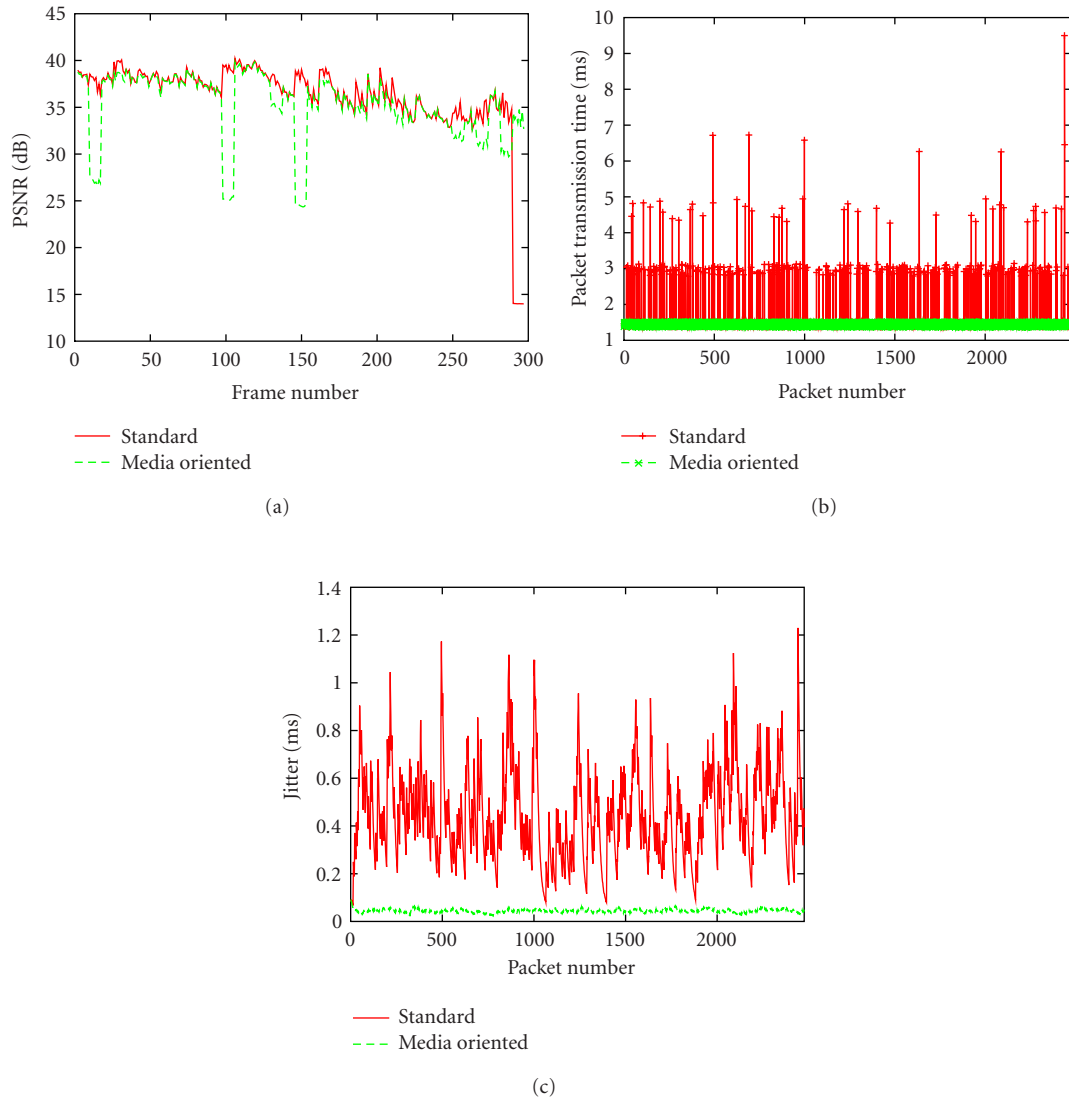 PSNR (dB)
45
40
35
30
25
20
15
10
0
50
100
150
200
250
300
Frame number
Standard
Media oriented
(a)
Packet transmission time (ms)
10
9
8
7
6
5
4
3
2
1
0
500
1000
1500
2000
Packet number
Standard
Media oriented
(b)
Jitter (ms)
1.4
1.2
1
0.8
0.6
0.4
0.2
0
0
500
1000
1500
2000
Packet number
Standard
Media oriented
(c)